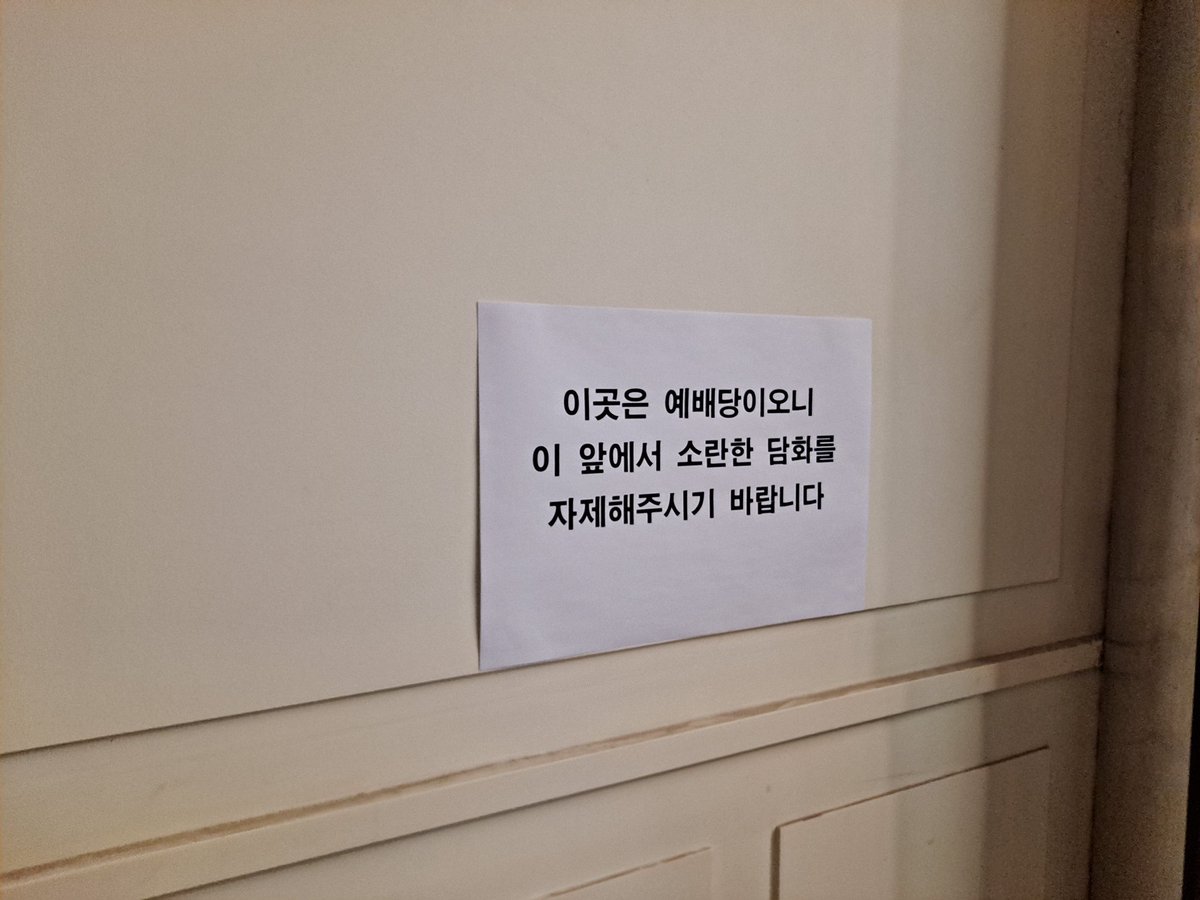 이곳은 예배당이오니
이 앞에서 소란한 담화를
자제해주시기 바랍니다